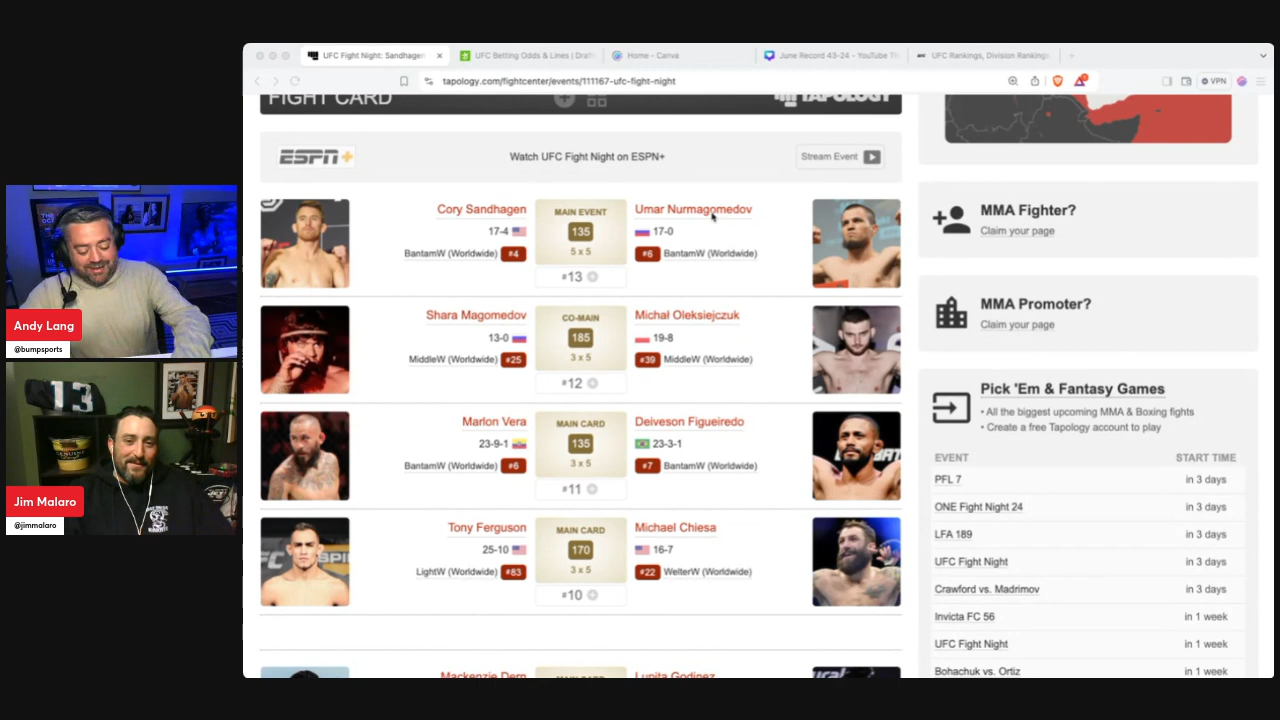 UFC Fight Night: Sandhagen
UFC Betting Odds & Lines | Draft
Home - Canva
June Record 43-24 - YouTube Th
UFC Rankings, Division Rankings
tapology.com/fightcenter/events/111167-ufc-fight-night
VPN
FIGHT CARD
TAPOLOGY
ESPN+
Watch UFC Fight Night on ESPN+
Stream Event
Cory Sandhagen
MAIN EVENT
Umar Nurmagomedov
17-4
135
17-0
BantamW (Worldwide) #4
5 x 5
#6 BantamW (Worldwide)
#13
Shara Magomedov
CO-MAIN
Michał Oleksiejczuk
13-0
185
19-8
MiddleW (Worldwide) #25
3 x 5
#39 MiddleW (Worldwide)
#12
Marlon Vera
MAIN CARD
Deiveson Figueiredo
23-9-1
135
23-3-1
BantamW (Worldwide) #6
3 x 5
#7 BantamW (Worldwide)
#11
Tony Ferguson
MAIN CARD
Michael Chiesa
25-10
170
16-7
LightW (Worldwide) #83
3 x 5
#22 WelterW (Worldwide)
#10
Mackenzie Dern
MAIN CARD
Lupita Godinez
MMA Fighter?
Claim your page
MMA Promoter?
Claim your page
Pick 'Em & Fantasy Games
• All the biggest upcoming MMA & Boxing fights
• Create a free Tapology account to play
EVENT START TIME
PFL 7 in 3 days
ONE Fight Night 24 in 3 days
LFA 189 in 3 days
UFC Fight Night in 3 days
Crawford vs. Madrimov in 3 days
Invicta FC 56 in 1 week
UFC Fight Night in 1 week
Bohachuk vs. Ortiz in 1 week
Andy Lang
@bumpsports
13
Jim Malaro
@jimmalaro